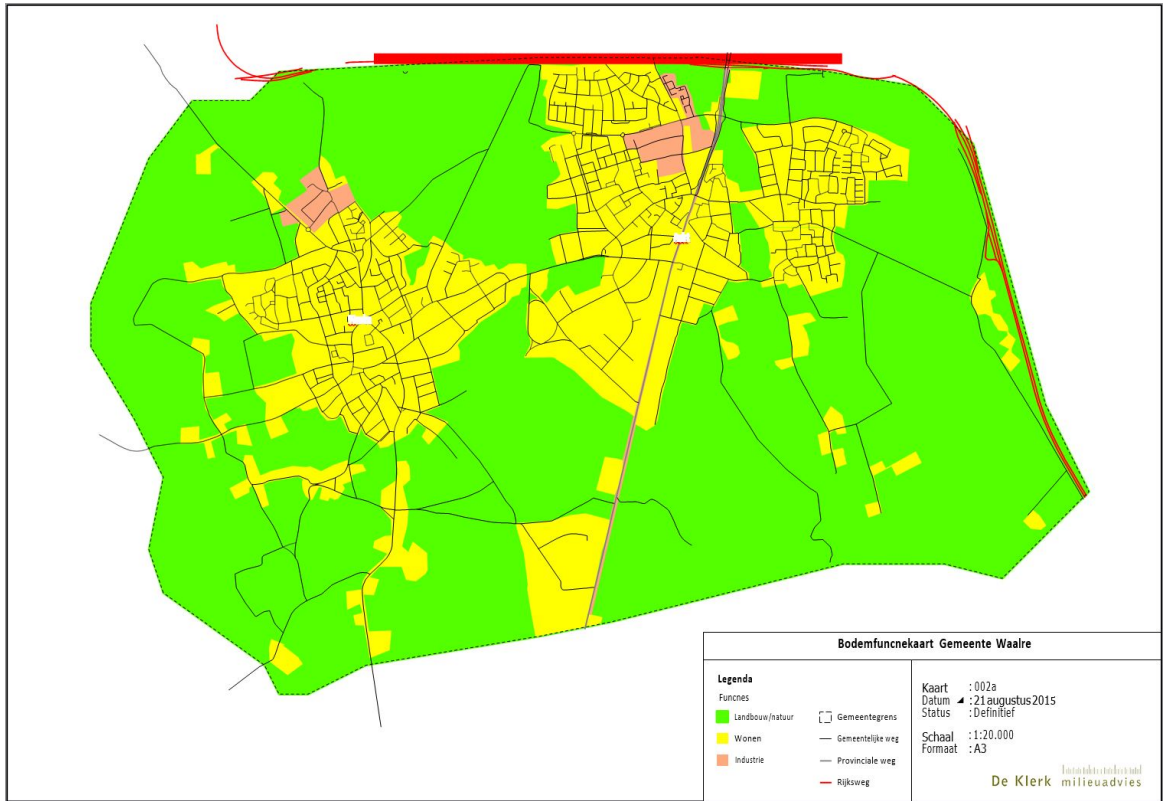 Bodemfuncnekaart Gemeente Waalre
Legenda
Funcnes
Landbouw/natuur
Wonen
Industrie
Gemeentegrens
Gemeentelijke weg
Provinciale weg
Rijksweg
Kaart : 002a
Datum : 21 augustus 2015
Status : Definitief
Schaal : 1:20.000
Formaat : A3
De Klerk milieuadvies